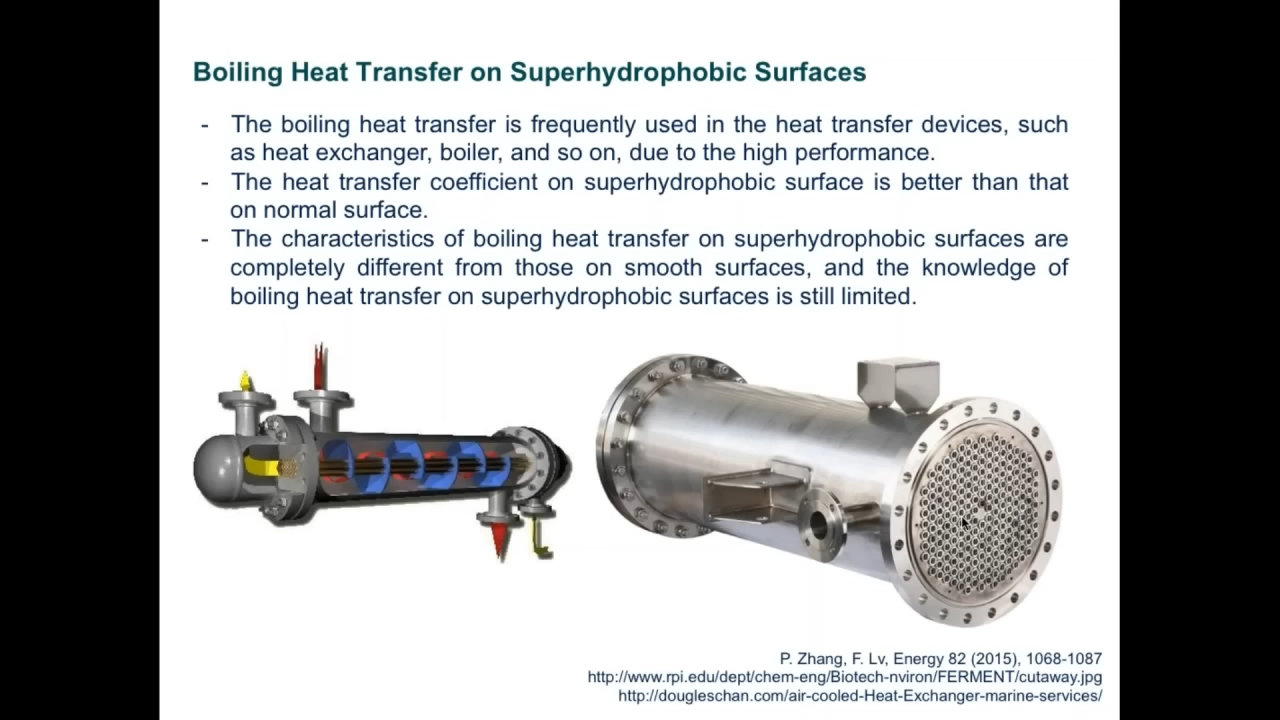 Boiling Heat Transfer on Superhydrophobic Surfaces
- The boiling heat transfer is frequently used in the heat transfer devices, such
as heat exchanger, boiler, and so on, due to the high performance.
- The heat transfer coefficient on superhydrophobic surface is better than that
on normal surface.
- The characteristics of boiling heat transfer on superhydrophobic surfaces are
completely different from those on smooth surfaces, and the knowledge of
boiling heat transfer on superhydrophobic surfaces is still limited.
P. Zhang, F. Lv, Energy 82 (2015), 1068-1087
http://www.rpi.edu/dept/chem-eng/Biotech-nviron/FERMENT/cutaway.jpg
http://dougleschan.com/air-cooled-Heat-Exchanger-marine-services/